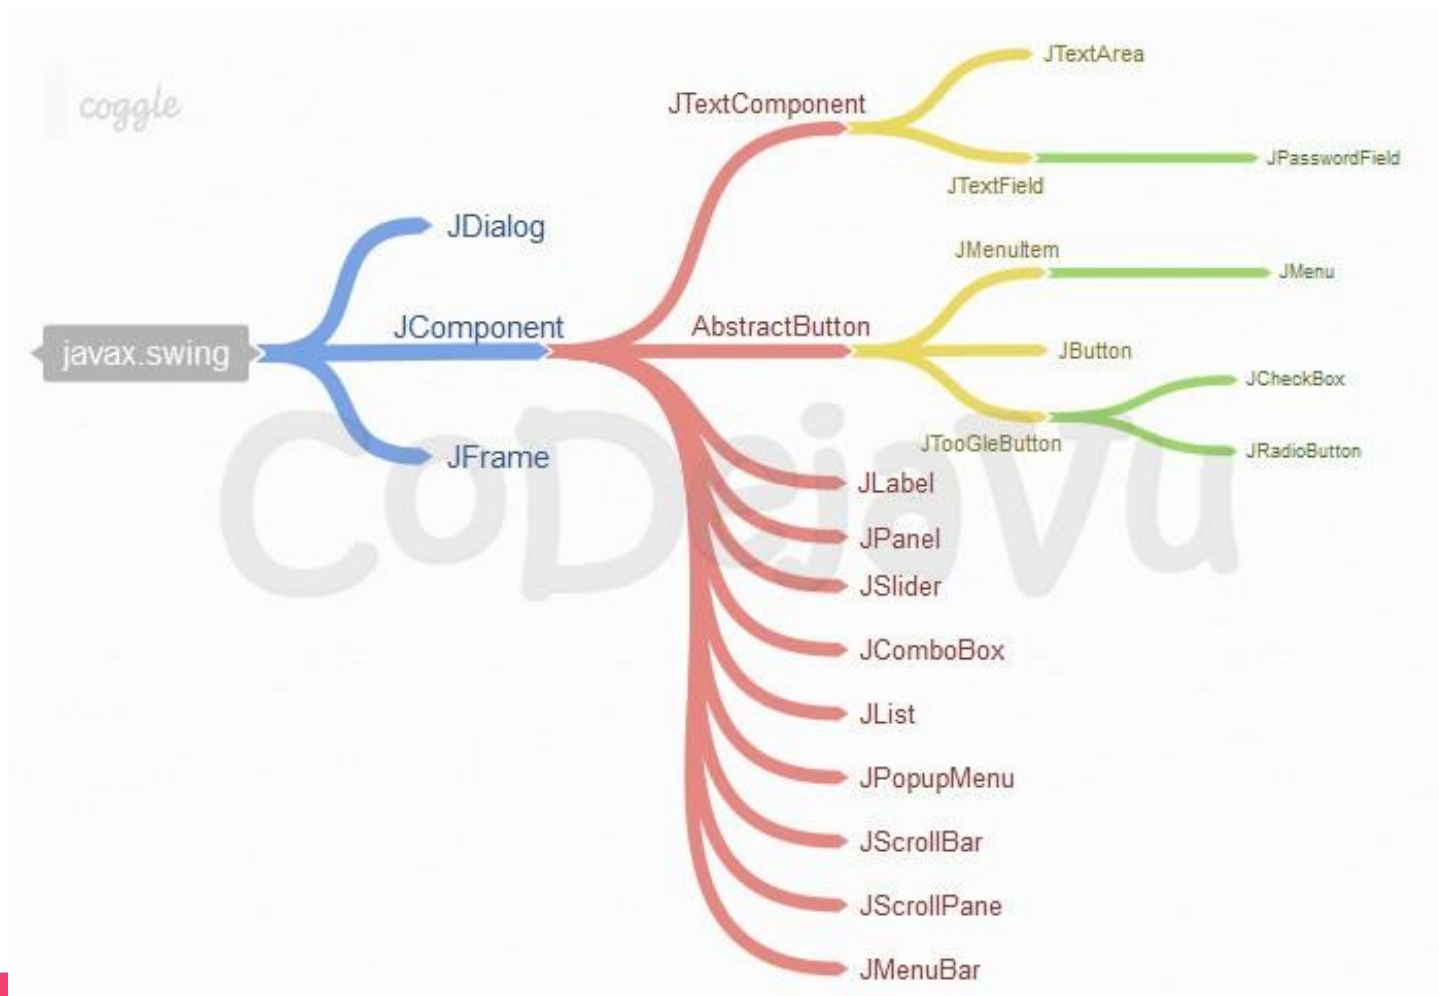 coggle
JTextArea
JTextComponent
JPasswordField
JTextField
JDialog
JMenuItem
JMenu
JComponent
AbstractButton
javax.swing
JButton
JCheckBox
JTooGleButton
JRadioButton
JFrame
JLabel
CoDejaVu
JPanel
JSlider
JComboBox
JList
JPopupMenu
JScrollBar
JScrollPane
JMenuBar